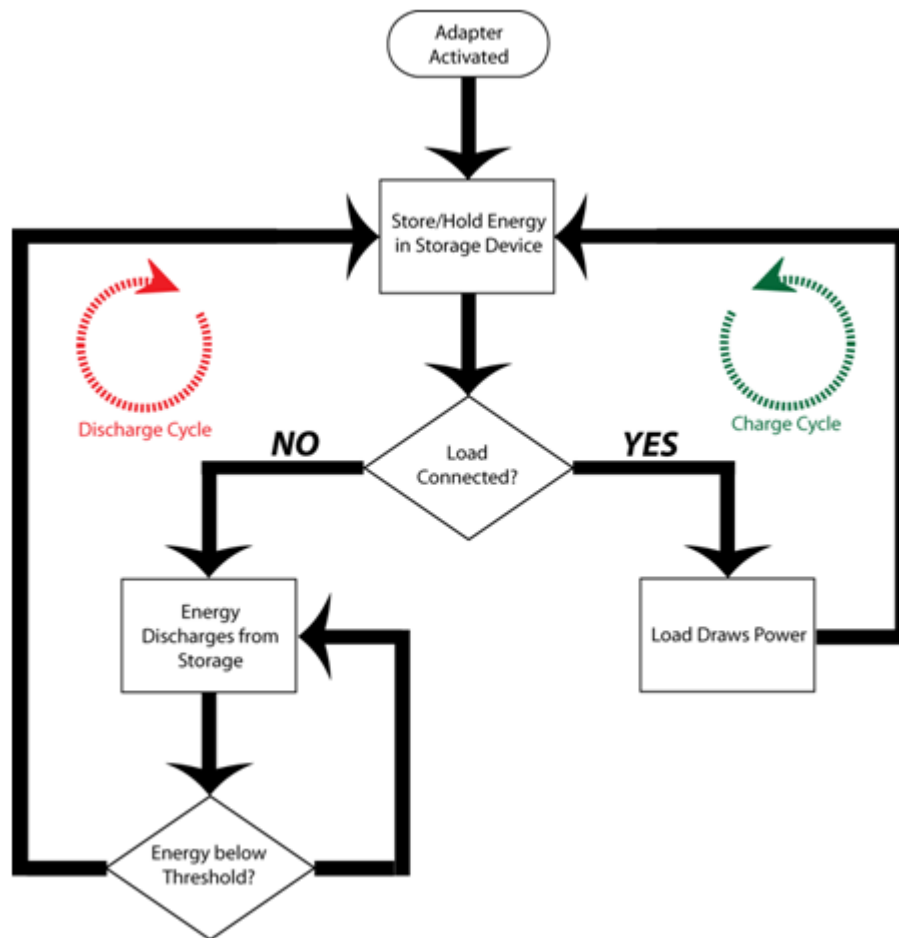 Adapter
Activated
Store/Hold Energy
in Storage Device
Discharge Cycle
Charge Cycle
NO
YES
Load
Connected?
Energy
Discharges from
Storage
Load Draws Power
Energy below
Threshold?